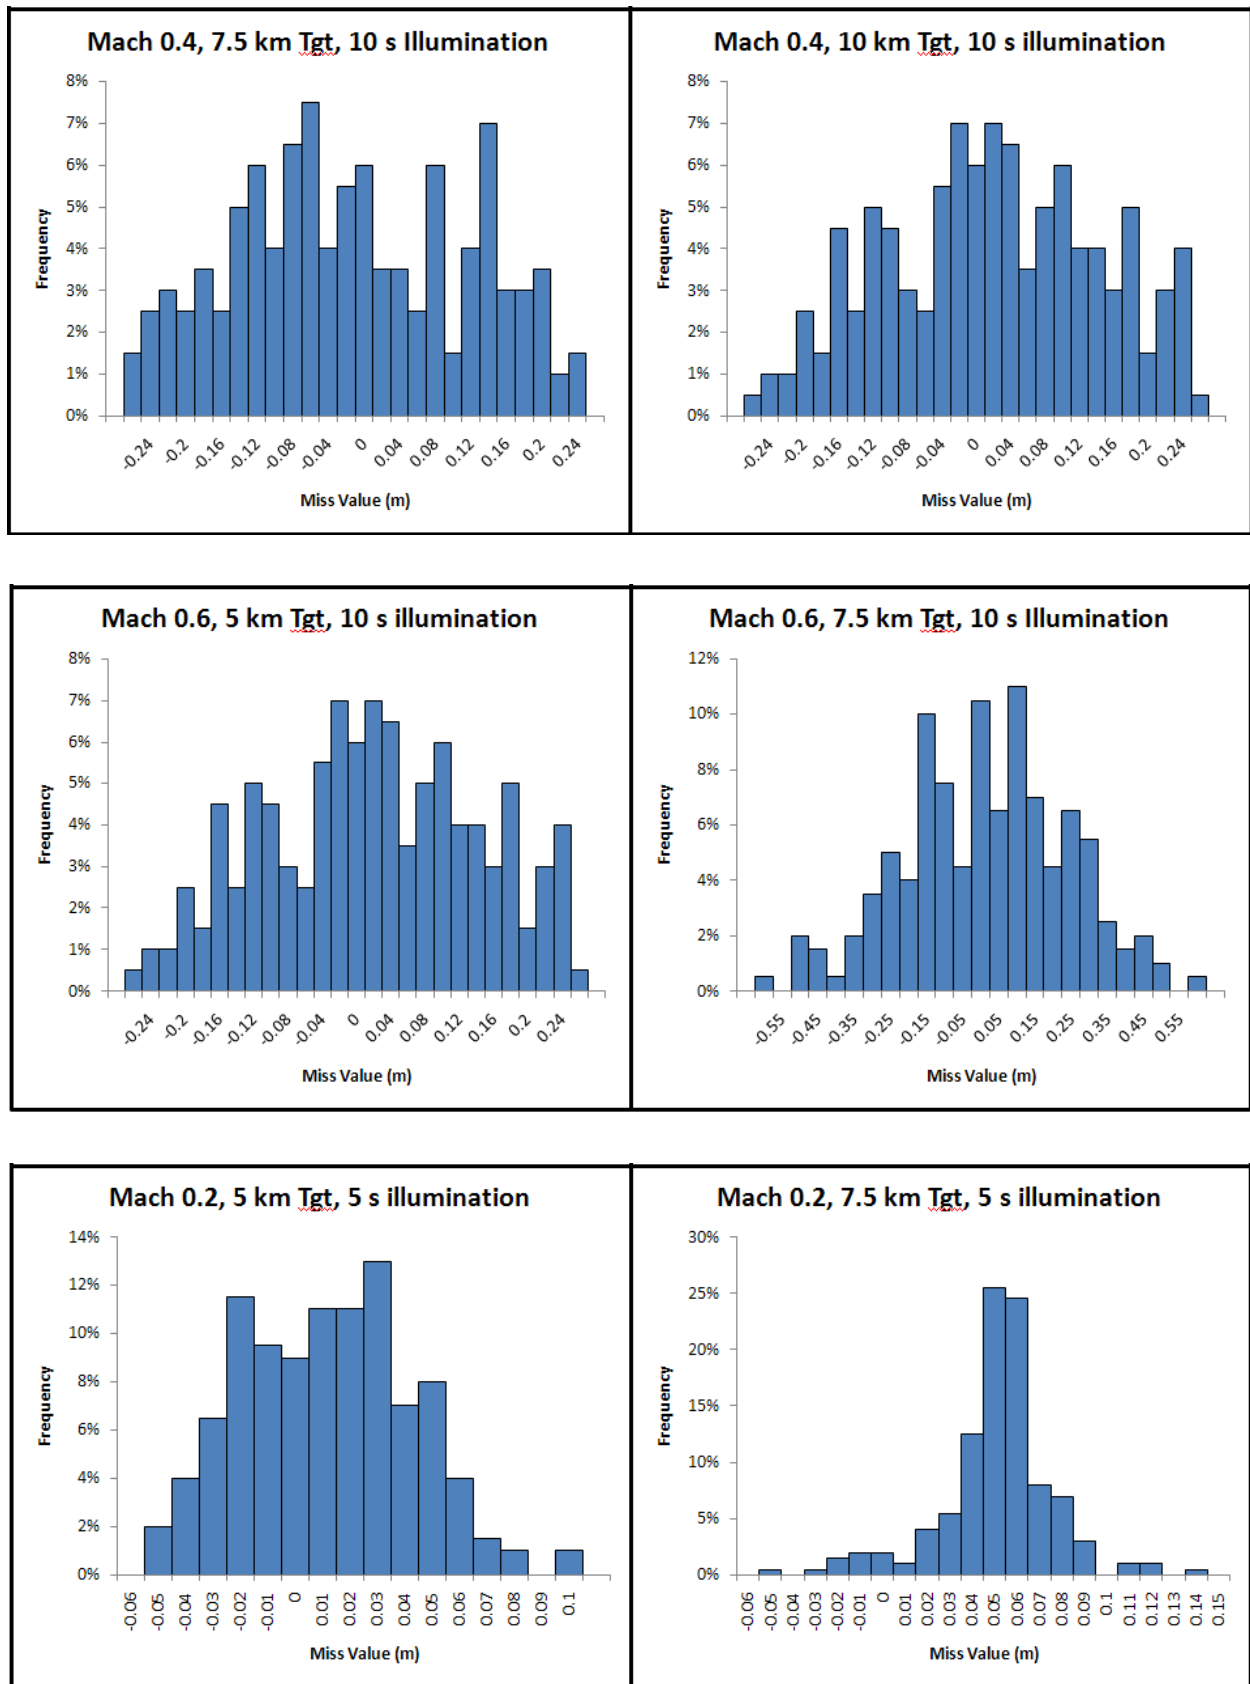 Mach 0.4, 7.5 km Tgt, 10 s Illumination
8%
7%
6%
5%
4%
3%
2%
1%
0%
Frequency
-0.24 -0.2 -0.16 -0.12 -0.08 -0.04 0 0.04 0.08 0.12 0.16 0.2 0.24
Miss Value (m)
Mach 0.4, 10 km Tgt, 10 s illumination
8%
7%
6%
5%
4%
3%
2%
1%
0%
Frequency
-0.24 -0.2 -0.16 -0.12 -0.08 -0.04 0 0.04 0.08 0.12 0.16 0.2 0.24
Miss Value (m)
Mach 0.6, 5 km Tgt, 10 s illumination
8%
7%
6%
5%
4%
3%
2%
1%
0%
Frequency
-0.24 -0.2 -0.16 -0.12 -0.08 -0.04 0 0.04 0.08 0.12 0.16 0.2 0.24
Miss Value (m)
Mach 0.6, 7.5 km Tgt, 10 s Illumination
12%
10%
8%
6%
4%
2%
0%
Frequency
-0.55 -0.45 -0.35 -0.25 -0.15 -0.05 0.05 0.15 0.25 0.35 0.45 0.55
Miss Value (m)
Mach 0.2, 5 km Tgt, 5 s illumination
14%
12%
10%
8%
6%
4%
2%
0%
Frequency
-0.06 -0.05 -0.04 -0.03 -0.02 -0.01 0 0.01 0.02 0.03 0.04 0.05 0.06 0.07 0.08 0.09 0.1
Miss Value (m)
Mach 0.2, 7.5 km Tgt, 5 s illumination
30%
25%
20%
15%
10%
5%
0%
Frequency
-0.06 -0.05 -0.04 -0.03 -0.02 -0.01 0 0.01 0.02 0.03 0.04 0.05 0.06 0.07 0.08 0.09 0.1 0.11 0.12 0.13 0.14 0.15
Miss Value (m)